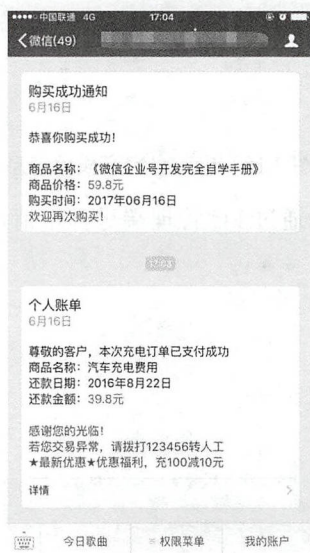 中国联通 4G 17:04
微信(49)
购买成功通知
6月16日
恭喜你购买成功!
商品名称：《微信企业号开发完全自学手册》
商品价格：59.8元
购买时间：2017年06月16日
欢迎再次购买！
17:03
个人账单
6月16日
尊敬的客户，本次充电订单已支付成功
商品名称：汽车充电费用
还款日期：2016年8月22日
还款金额：39.8元
感谢您的光临！
若您交易异常，请拨打123456转人工
★最新优惠★优惠福利，充100减10元
详情
今日歌曲
权限菜单
我的账户